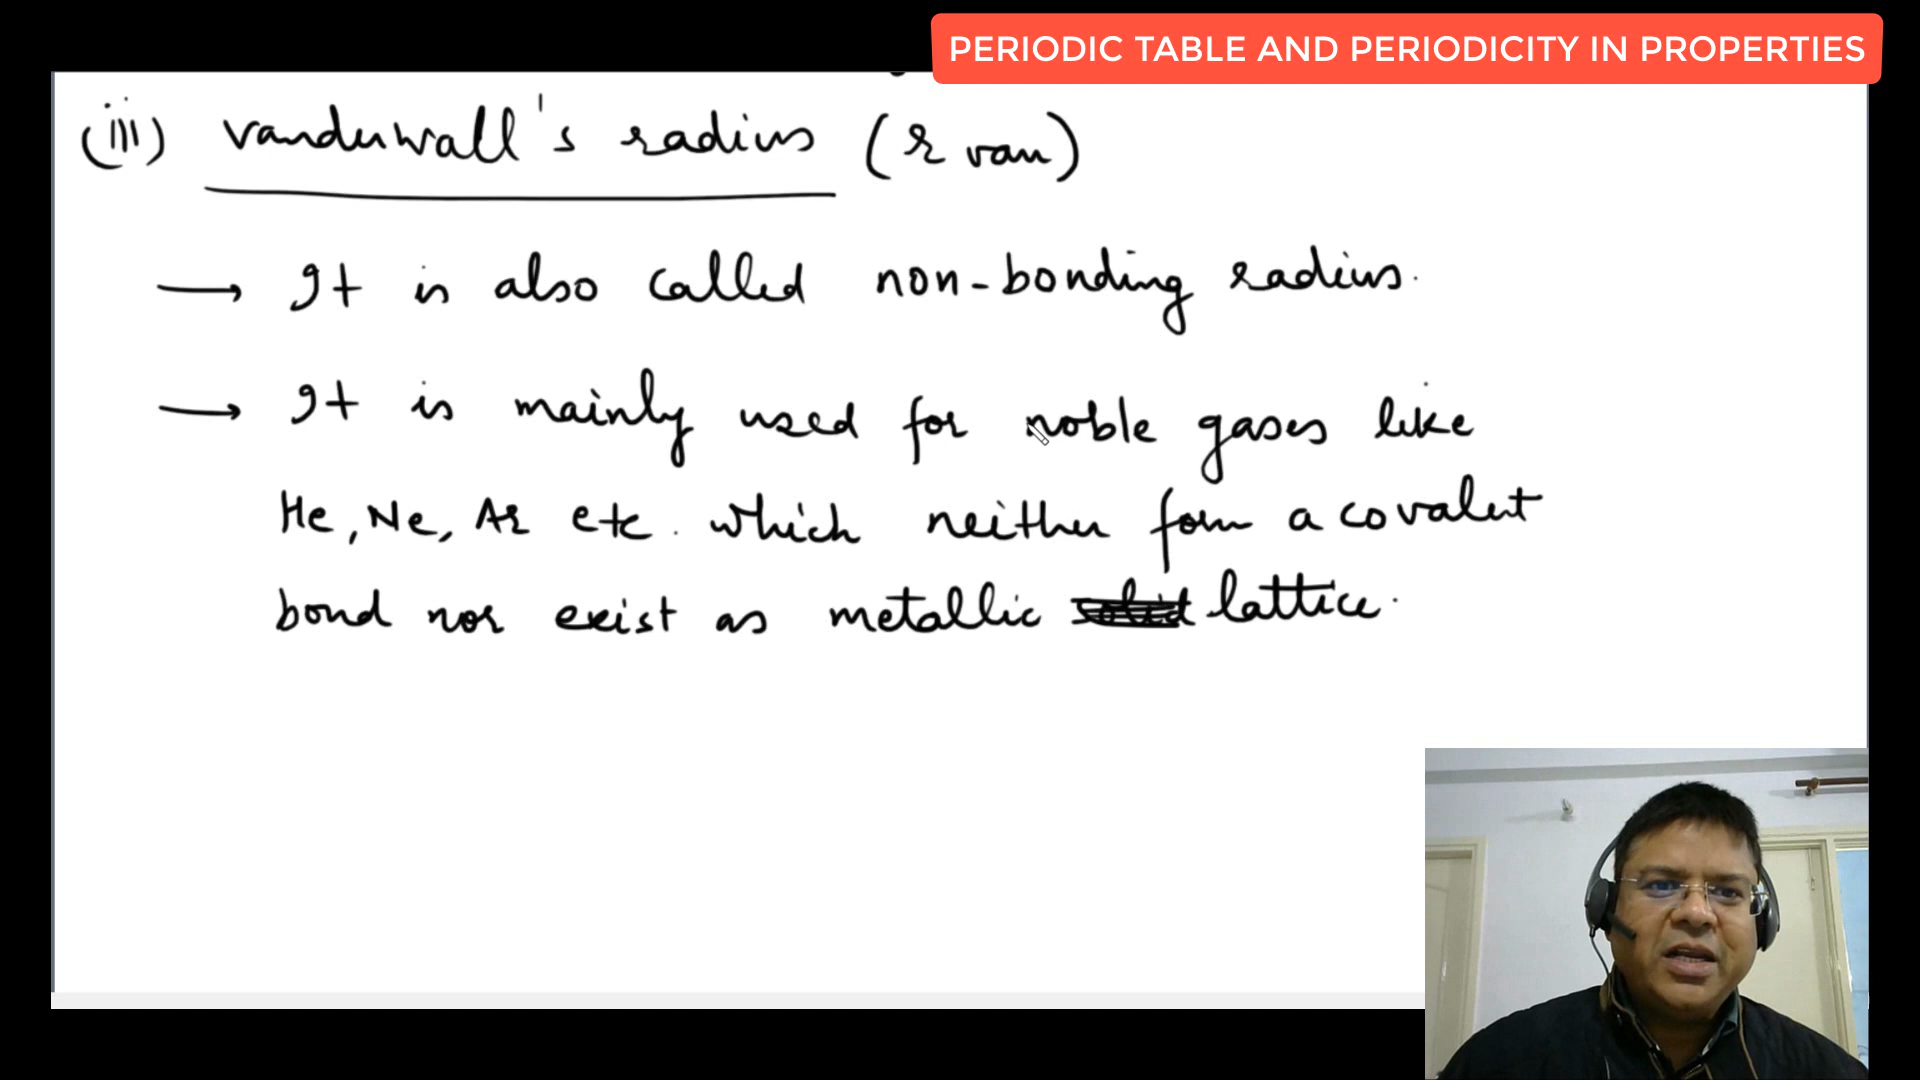 PERIODIC TABLE AND PERIODICITY IN PROPERTIES
(iii) vanderwall's radius (r van)
→ It is also called non-bonding radius.
→ It is mainly used for noble gases like
He, Ne, Ar etc. which neither form a covalent
bond nor exist as metallic solid lattice.